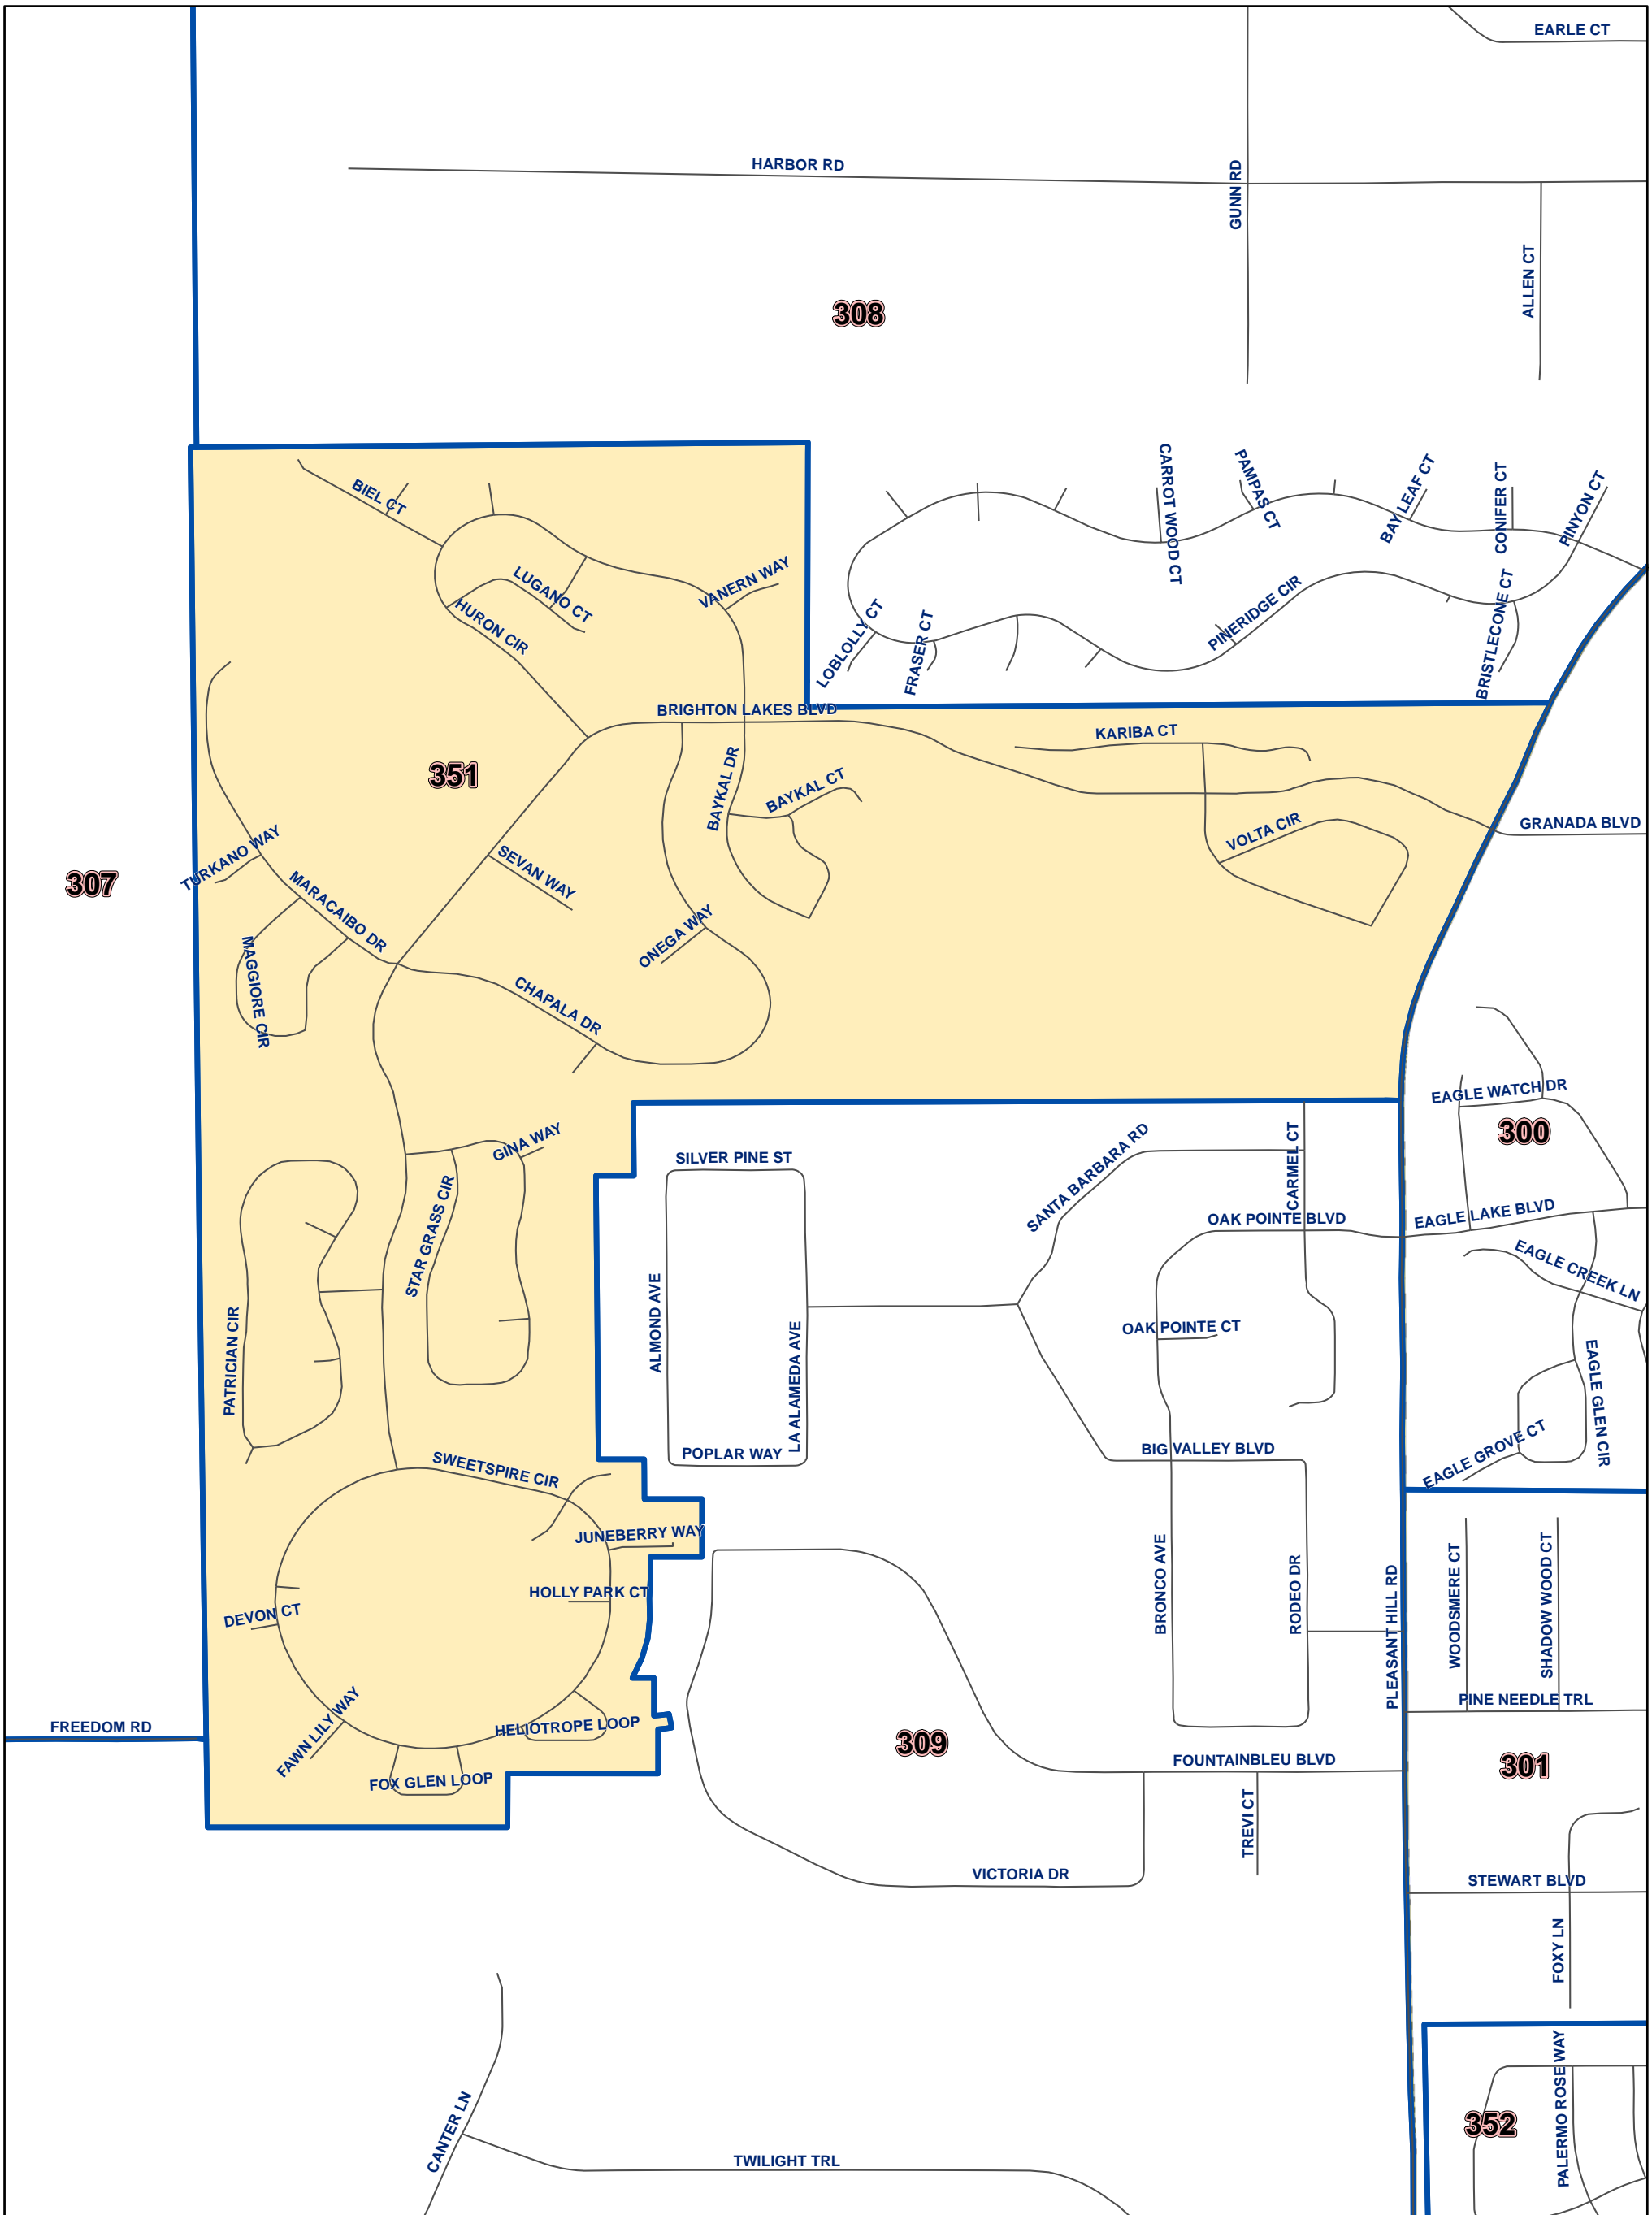 EARLE CT
HARBOR RD
GUNN RD
ALLEN CT
308
BIEL CT
LUGANO CT
HURON CIR
VANERN WAY
CARROT WOOD CT
PAMPAS CT
BAY LEAF CT
CONIFER CT
PINYON CT
LOBLOLLY CT
FRASER CT
PINERIDGE CIR
BRISTLECONE CT
BRIGHTON LAKES BLVD
KARIBA CT
351
BAYKAL DR
BAYKAL CT
VOLTA CIR
GRANADA BLVD
TURKANO WAY
307
MARACAIBO DR
SEVAN WAY
ONEGA WAY
MAGGIORE CIR
CHAPALA DR
EAGLE WATCH DR
300
GINA WAY
SILVER PINE ST
SANTA BARBARA RD
CARMEL CT
STAR GRASS CIR
OAK POINTE BLVD
EAGLE LAKE BLVD
EAGLE CREEK LN
ALMOND AVE
OAK POINTE CT
PATRICIAN CIR
LA ALAMEDA AVE
EAGLE GLEN CIR
POPLAR WAY
BIG VALLEY BLVD
EAGLE GROVE CT
SWEETSPIRE CIR
JUNEBERRY WAY
HOLLY PARK CT
BRONCO AVE
RODEO DR
PLEASANT HILL RD
WOODSMERE CT
SHADOW WOOD CT
DEVON CT
PINE NEEDLE TRL
FREEDOM RD
FAWN LILY WAY
HELIOTROPE LOOP
309
FOUNTAINBLEU BLVD
301
FOX GLEN LOOP
TREVI CT
VICTORIA DR
STEWART BLVD
FOXY LN
PALERMO ROSE WAY
352
CANTER LN
TWILIGHT TRL